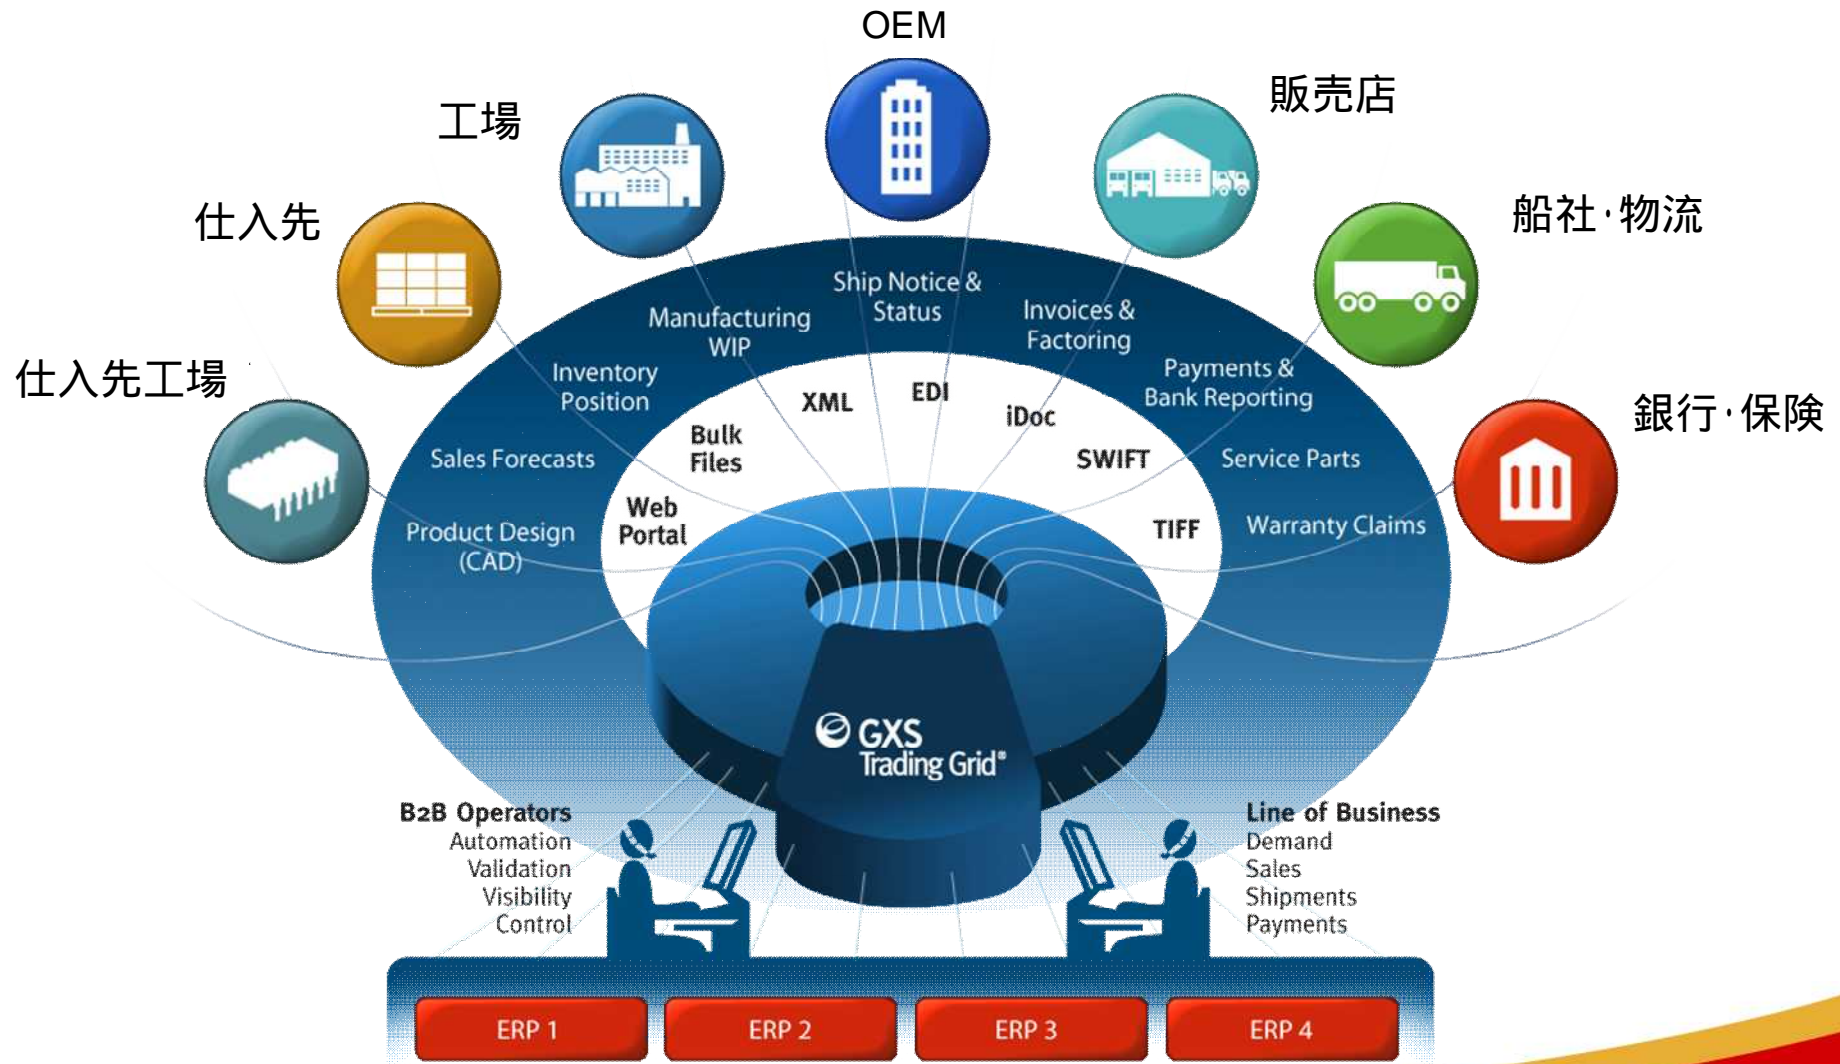 OEM
工場
販売店
仕入先
船社・物流
仕入先工場
銀行・保険
Ship Notice &
Status
Manufacturing
WIP
Invoices &
Factoring
Inventory
Position
Payments &
Bank Reporting
Sales Forecasts
Service Parts
Product Design
(CAD)
Warranty Claims
XML
EDI
iDoc
Bulk
Files
SWIFT
Web
Portal
TIFF
GXS
Trading Grid®
B2B Operators
Automation
Validation
Visibility
Control
Line of Business
Demand
Sales
Shipments
Payments
ERP 1
ERP 2
ERP 3
ERP 4